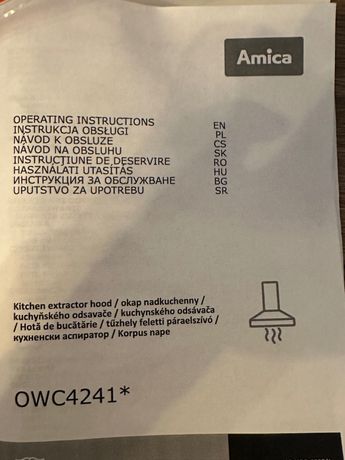 Amica
OPERATING INSTRUCTIONS EN
INSTRUKCJA OBSŁUGI PL
NÁVOD K OBSLUZE CS
NÁVOD NA OBSLUHU SK
INSTRUCȚIUNE DE DESERVIRE RO
HASZNÁLATI UTASÍTÁS HU
ИНСТРУКЦИЯ ЗА ОБСЛУЖВАНЕ BG
UPUTSTVO ZA UPOTREBU SR
Kitchen extractor hood / okap nadkuchenny /
kuchyňského odsavače / kuchynského odsávača
/ Hotă de bucătărie / tűzhely feletti páraelszívó /
кухненски аспиратор / Korpus nape
OWC4241*